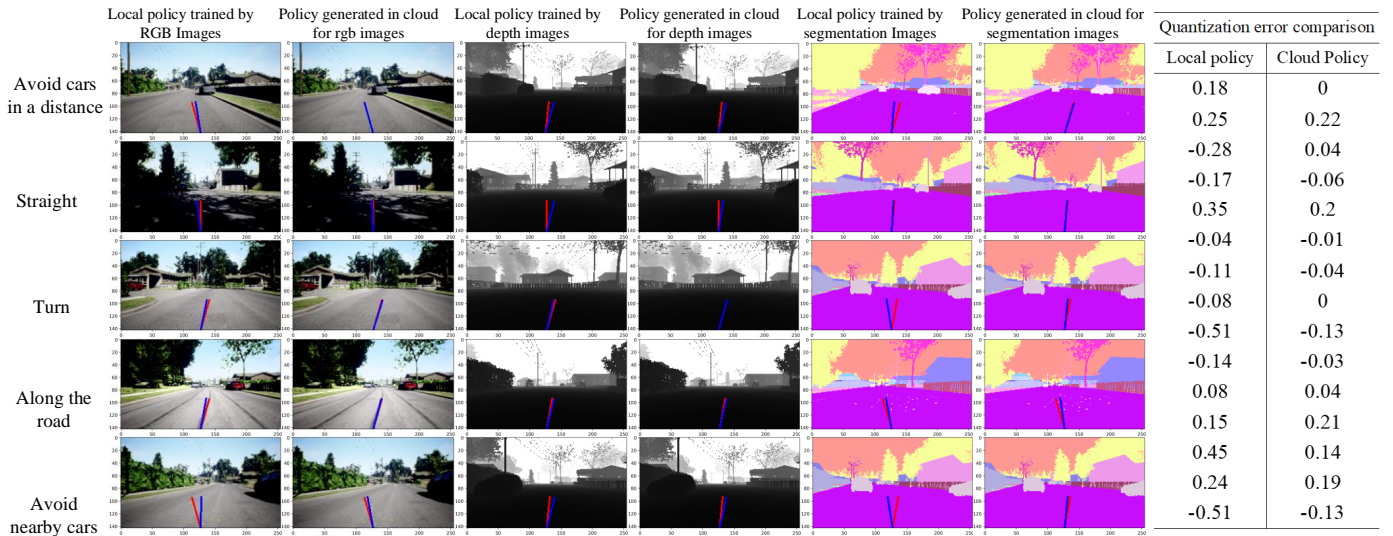 Local policy trained by
RGB Images
Policy generated in cloud
for rgb images
Local policy trained by
depth images
Policy generated in cloud
for depth images
Local policy trained by
segmentation Images
Policy generated in cloud for
segmentation images
Quantization error comparison
Local policy Cloud Policy
Avoid cars
in a distance
Straight
Turn
Along the
road
Avoid
nearby cars
0.18 0
0.25 0.22
-0.28 0.04
-0.17 -0.06
0.35 0.2
-0.04 -0.01
-0.11 -0.04
-0.08 0
-0.51 -0.13
-0.14 -0.03
0.08 0.04
0.15 0.21
0.45 0.14
0.24 0.19
-0.51 -0.13